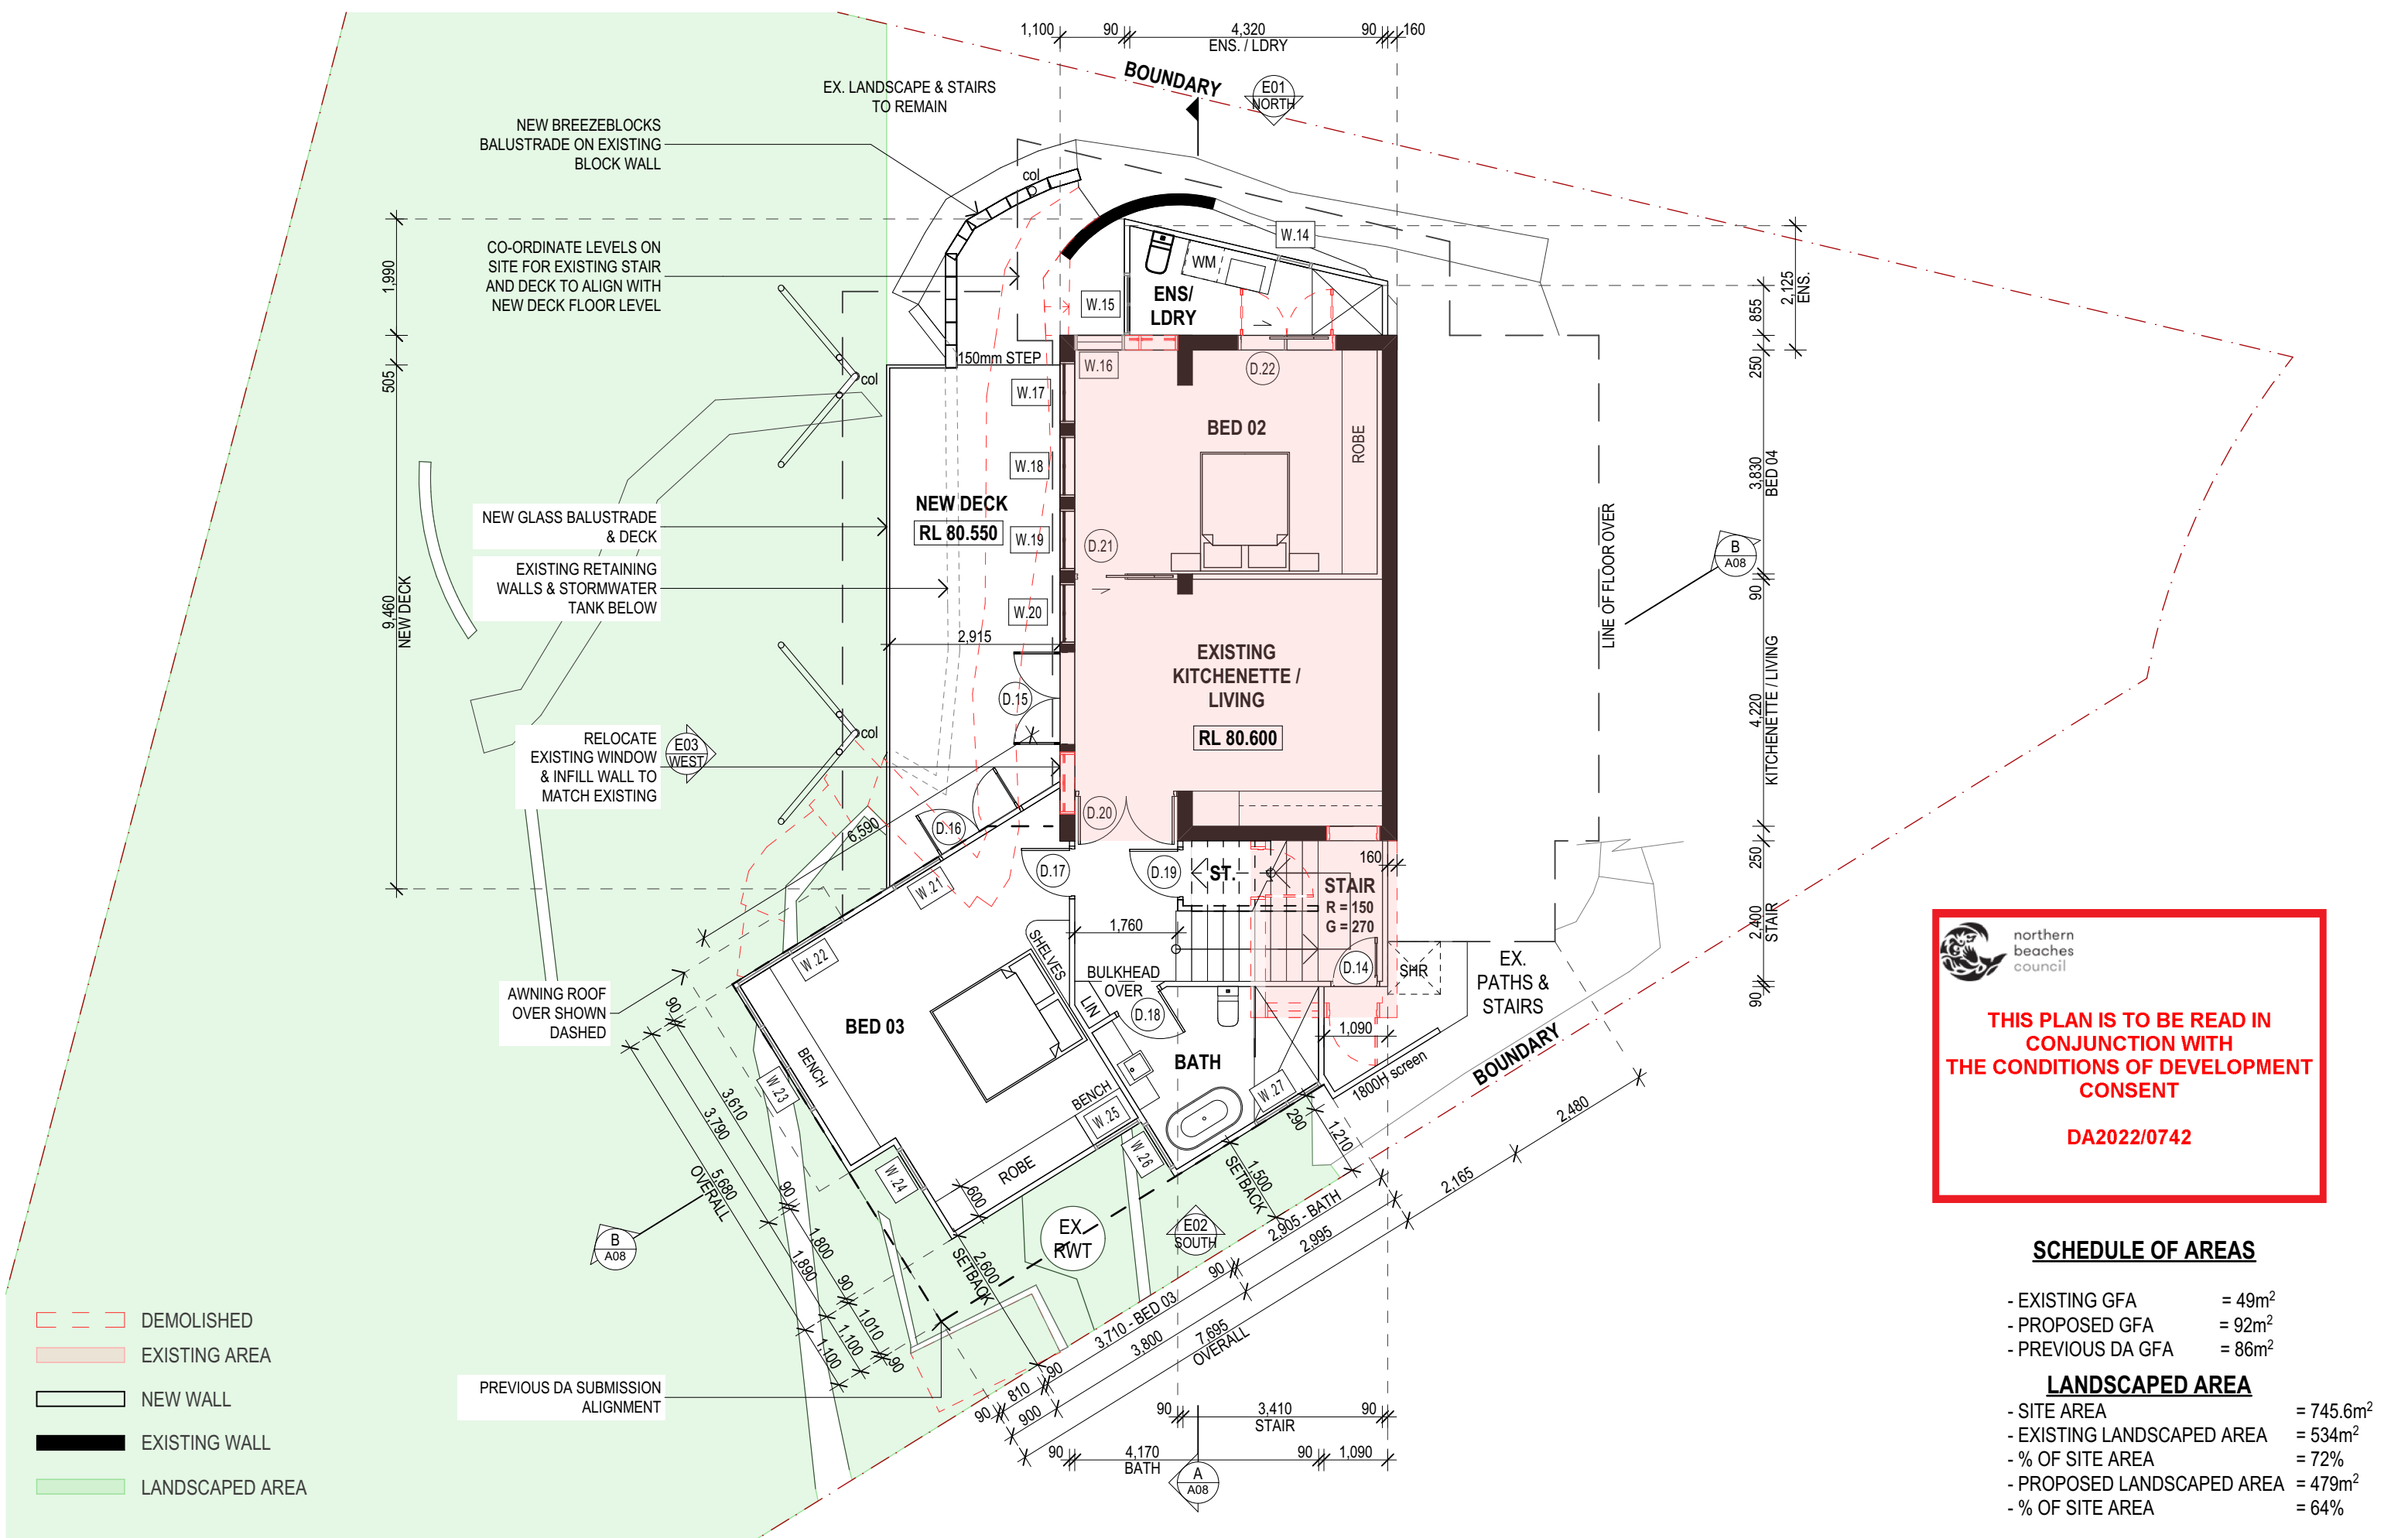 1,100
90
4,320
90
160
ENS. / LDRY
BOUNDARY
E01
NORTH
EX. LANDSCAPE & STAIRS
TO REMAIN
NEW BREEZEBLOCKS
BALUSTRADE ON EXISTING
BLOCK WALL
col
CO-ORDINATE LEVELS ON
SITE FOR EXISTING STAIR
AND DECK TO ALIGN WITH
NEW DECK FLOOR LEVEL
1,990
505
9,460
NEW DECK
W.14
WM
ENS/
LDRY
W.15
2,125
ENS.
855
250
3,830
BED 04
90
4,220
KITCHENETTE / LIVING
250
2,400
STAIR
90
150mm STEP
col
W.16
W.17
D.22
BED 02
ROBE
W.18
NEW DECK
RL 80.550
W.19
D.21
NEW GLASS BALUSTRADE
& DECK
EXISTING RETAINING
WALLS & STORMWATER
TANK BELOW
W.20
2,915
LINE OF FLOOR OVER
B
A08
EXISTING
KITCHENETTE /
LIVING
RL 80.600
D.15
col
E03
WEST
RELOCATE
EXISTING WINDOW
& INFILL WALL TO
MATCH EXISTING
D.20
D.16
6,590
D.17
D.19
ST.
160
STAIR
R = 150
G = 270
W.21
1,760
W.22
SHELVES
BULKHEAD
OVER
D.14
SHR
EX.
PATHS &
STAIRS
AWNING ROOF
OVER SHOWN
DASHED
90
BED 03
LIN
D.18
1,090
BENCH
BATH
BOUNDARY
1800H screen
W.23
BENCH
W.25
W.27
290
1,210
2,480
3,610
3,790
5,680
OVERALL
W.24
ROBE
W.26
600
1,500
SETBACK
2,165
90
1,800
1,890
90
1,010
1,100
90
1,100
B
A08
EX
RWT
E02
SOUTH
2,600
SETBACK
2,905 - BATH
2,995
90
3,710 - BED 03
3,800
7,695
OVERALL
90
810
90
900
PREVIOUS DA SUBMISSION
ALIGNMENT
90
3,410
90
STAIR
90
4,170
90
1,090
BATH
A
A08
DEMOLISHED
EXISTING AREA
NEW WALL
EXISTING WALL
LANDSCAPED AREA
northern
beaches
council
THIS PLAN IS TO BE READ IN
CONJUNCTION WITH
THE CONDITIONS OF DEVELOPMENT
CONSENT
DA2022/0742
SCHEDULE OF AREAS
- EXISTING GFA = 49m²
- PROPOSED GFA = 92m²
- PREVIOUS DA GFA = 86m²
LANDSCAPED AREA
- SITE AREA = 745.6m²
- EXISTING LANDSCAPED AREA = 534m²
- % OF SITE AREA = 72%
- PROPOSED LANDSCAPED AREA = 479m²
- % OF SITE AREA = 64%